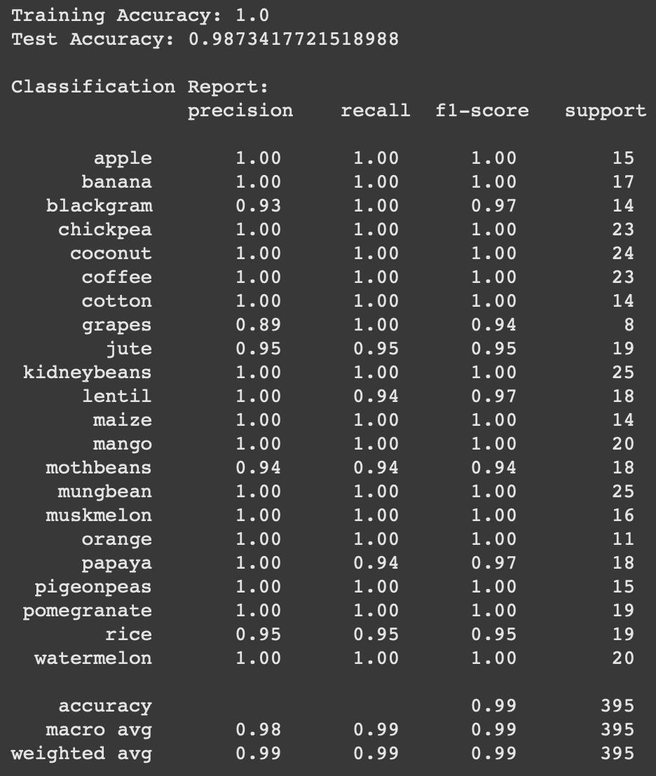 Training Accuracy: 1.0
Test Accuracy: 0.9873417721518988
Classification Report:
precision recall f1-score support
apple 1.00 1.00 1.00 15
banana 1.00 1.00 1.00 17
blackgram 0.93 1.00 0.97 14
chickpea 1.00 1.00 1.00 23
coconut 1.00 1.00 1.00 24
coffee 1.00 1.00 1.00 23
cotton 1.00 1.00 1.00 14
grapes 0.89 1.00 0.94 8
jute 0.95 0.95 0.95 19
kidneybeans 1.00 1.00 1.00 25
lentil 1.00 0.94 0.97 18
maize 1.00 1.00 1.00 14
mango 1.00 1.00 1.00 20
mothbeans 0.94 0.94 0.94 18
mungbean 1.00 1.00 1.00 25
muskmelon 1.00 1.00 1.00 16
orange 1.00 1.00 1.00 11
papaya 1.00 0.94 0.97 18
pigeonpeas 1.00 1.00 1.00 15
pomegranate 1.00 1.00 1.00 19
rice 0.95 0.95 0.95 19
watermelon 1.00 1.00 1.00 20
accuracy 0.99 395
macro avg 0.98 0.99 0.99 395
weighted avg 0.99 0.99 0.99 395